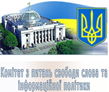 Комітет з питань свободи слова та
інформаційної політики